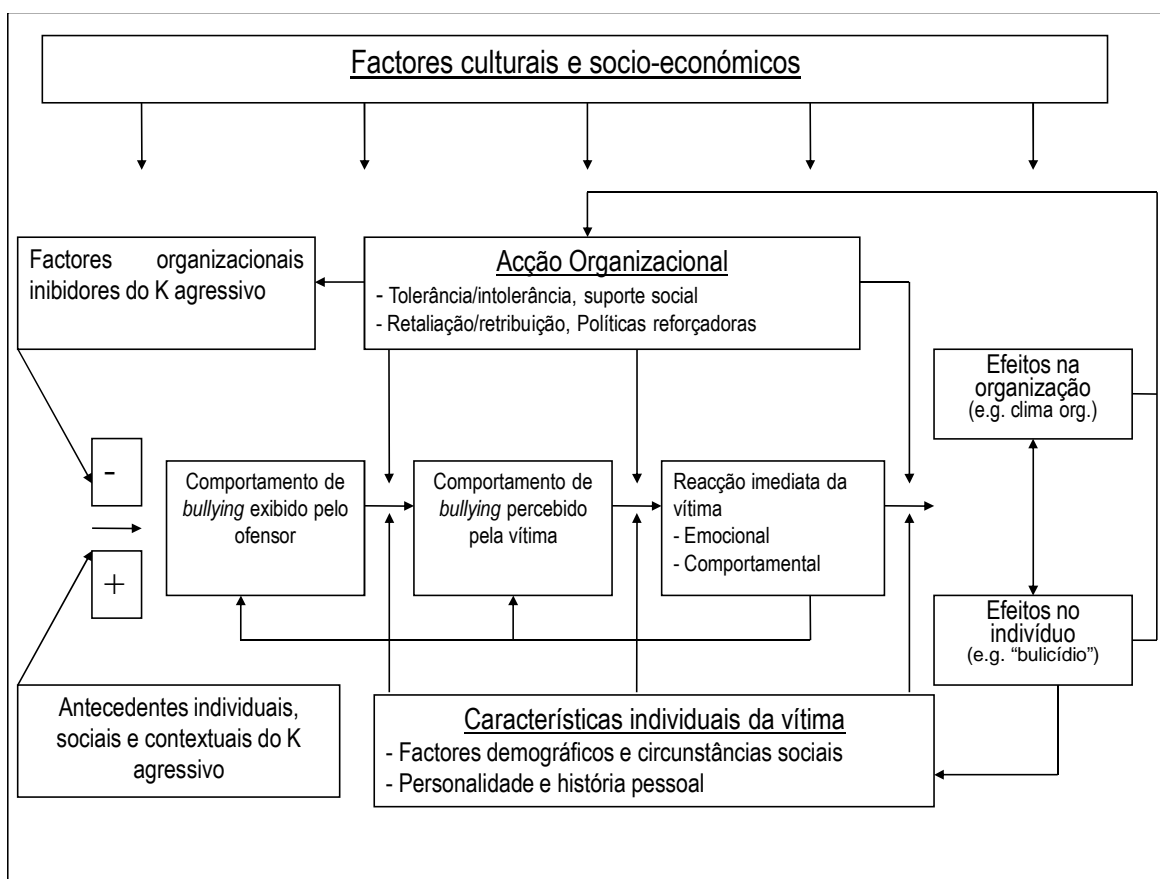 Factores culturais e socio-económicos
Factores organizacionais
inibidores do K agressivo
Acção Organizacional
- Tolerância/intolerância, suporte social
- Retaliação/retribuição, Políticas reforçadoras
Efeitos na
organização
(e.g. clima org.)
-
+
Comportamento de
bullying exibido pelo
ofensor
Comportamento de
bullying percebido
pela vítima
Reacção imediata da
vítima
- Emocional
- Comportamental
Efeitos no
indivíduo
(e.g. “bulicídio”)
Antecedentes individuais,
sociais e contextuais do K
agressivo
Características individuais da vítima
- Factores demográficos e circunstâncias sociais
- Personalidade e história pessoal